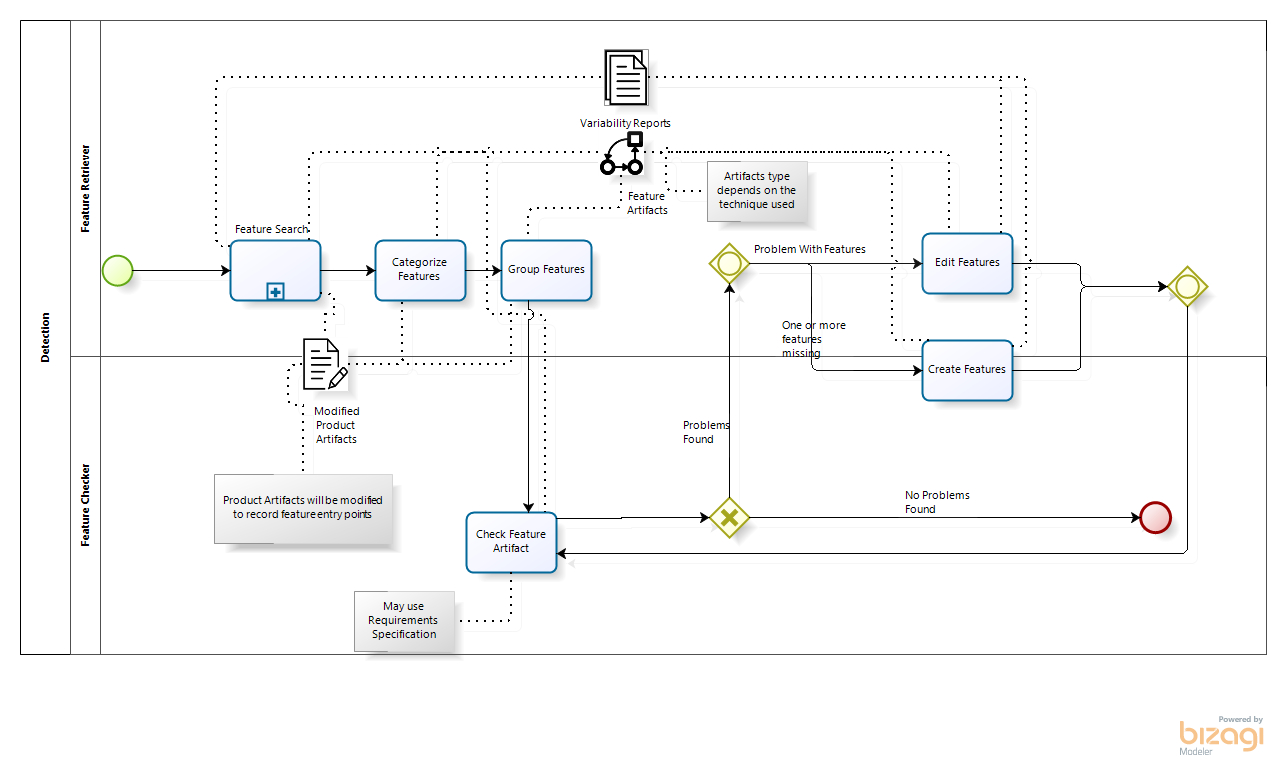 Detection
Feature Retriever
Feature Checker
Variability Reports
Feature
Artifacts
Artifacts type
depends on the
technique used
Feature Search
Categorize
Features
Group Features
Problem With Features
Edit Features
One or more
features
missing
Create Features
Modified
Product
Artifacts
Problems
Found
Product Artifacts will be modified
to record feature entry points
No Problems
Found
Check Feature
Artifact
May use
Requirements
Specification
Powered by
bizagi
Modeler